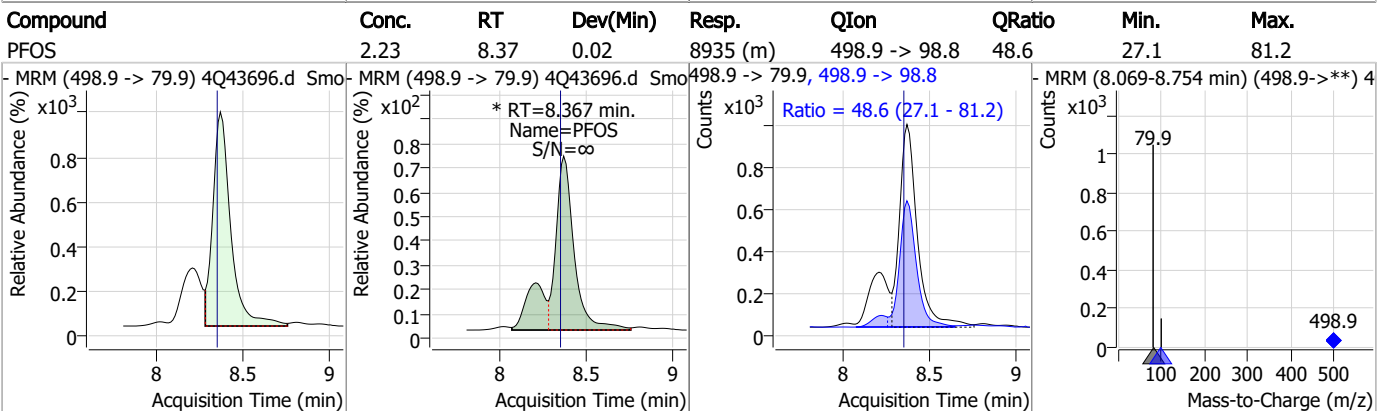 Compound Conc. RT Dev(Min) Resp. QIon QRatio Min. Max.
PFOS 2.23 8.37 0.02 8935 (m) 498.9 -> 98.8 48.6 27.1 81.2
- MRM (498.9 -> 79.9) 4Q43696.d Smo
Relative Abundance (%)
x10³
0.8
0.6
0.4
0.2
0
8 8.5 9
Acquisition Time (min)
- MRM (498.9 -> 79.9) 4Q43696.d Smo
Relative Abundance (%)
x10²
* RT=8.367 min.
Name=PFOS
S/N=∞
0.8
0.7
0.6
0.5
0.4
0.3
0.2
0.1
0
8 8.5 9
Acquisition Time (min)
498.9 -> 79.9, 498.9 -> 98.8
Counts
x10³
Ratio = 48.6 (27.1 - 81.2)
0.8
0.6
0.4
0.2
0
8 8.5 9
Acquisition Time (min)
- MRM (8.069-8.754 min) (498.9->**) 4
Counts
x10³
79.9
1
0.8
0.6
0.4
0.2
498.9
0
100 200 300 400 500
Mass-to-Charge (m/z)